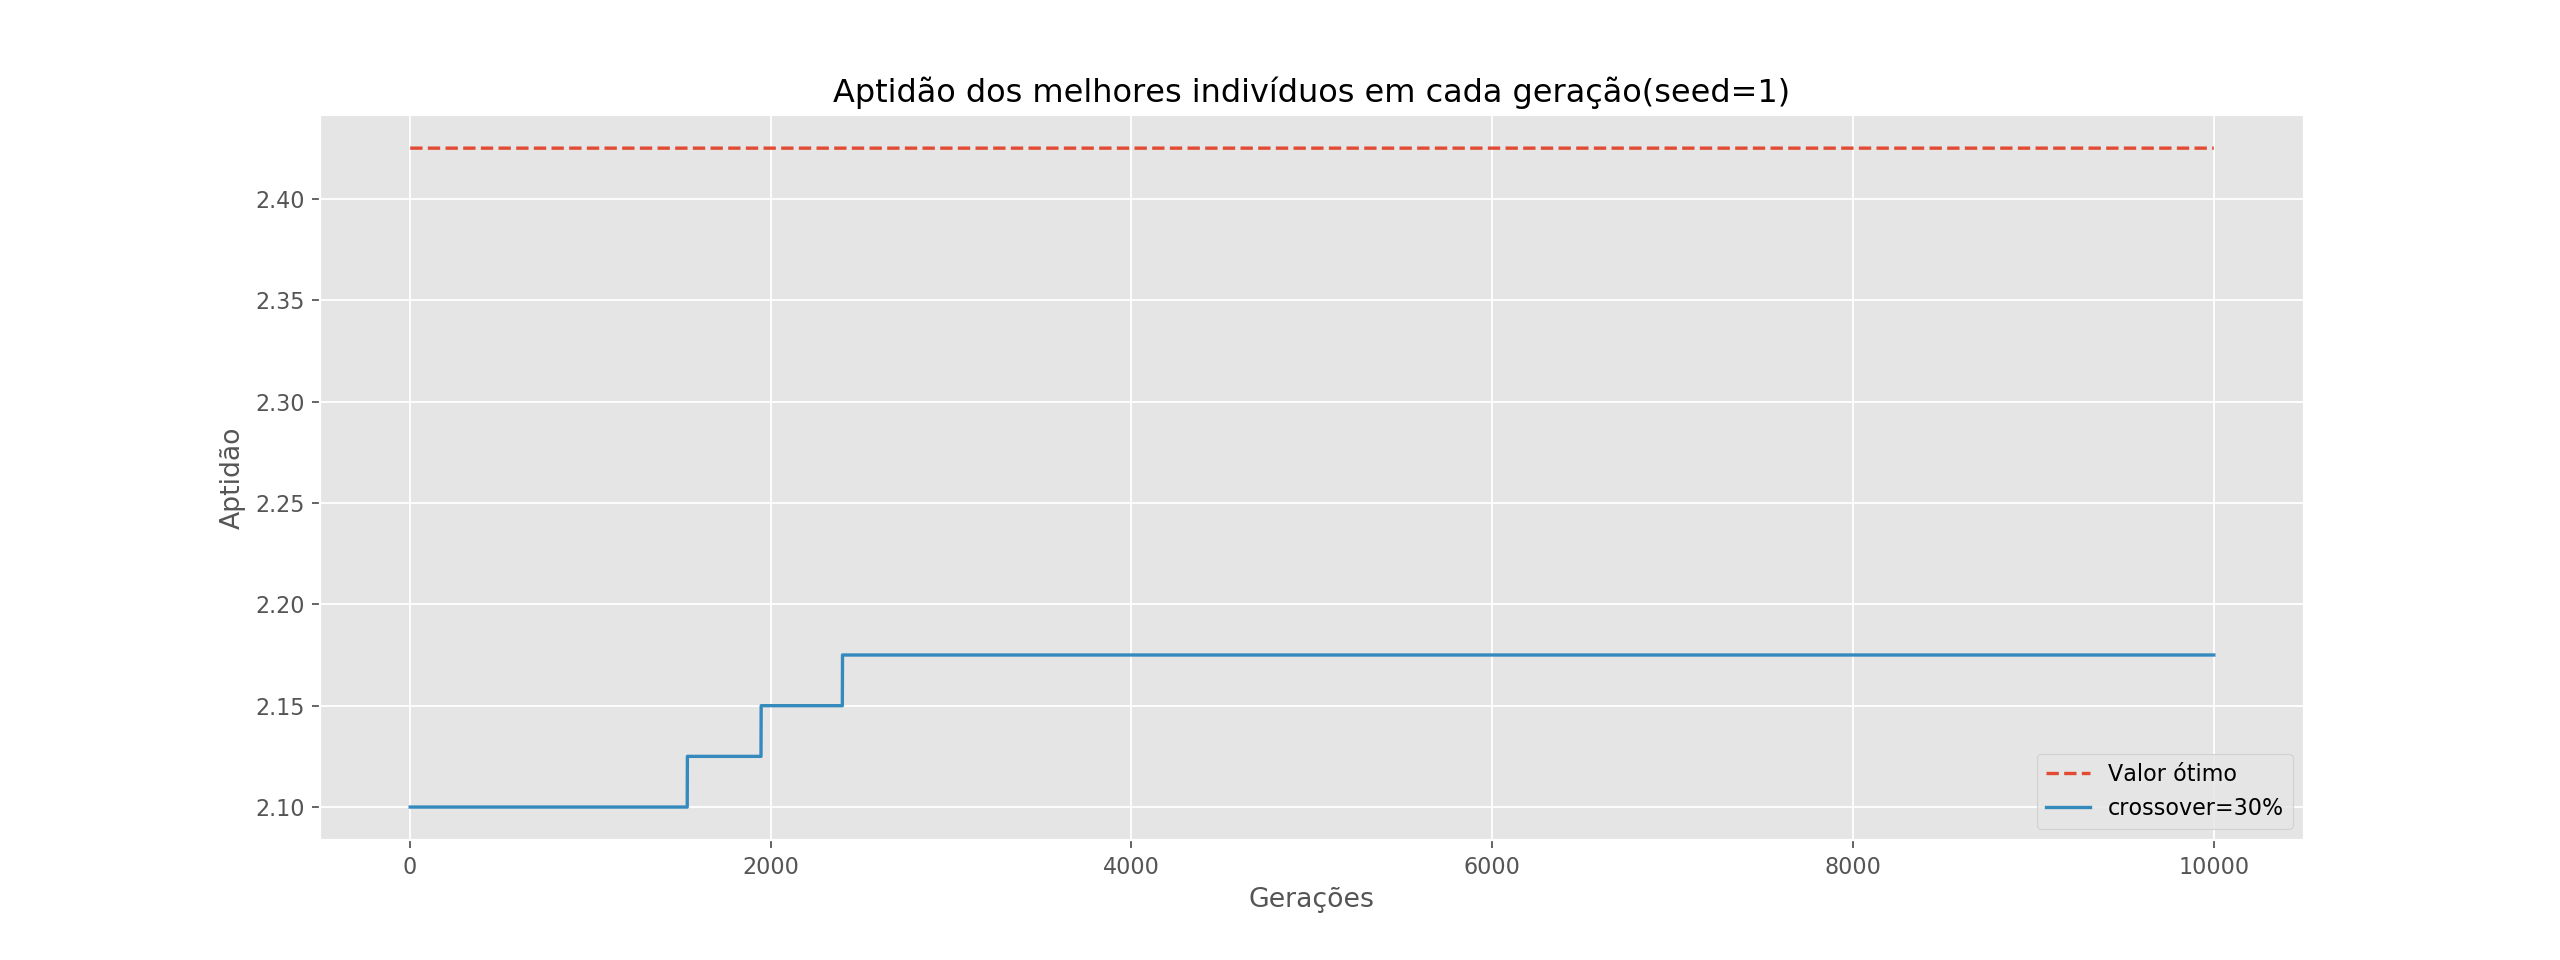 Aptidão dos melhores indivíduos em cada geração(seed=1)
Aptidão
2.40
2.35
2.30
2.25
2.20
2.15
2.10
0 2000 4000 6000 8000 10000
Gerações
Valor ótimo
crossover=30%